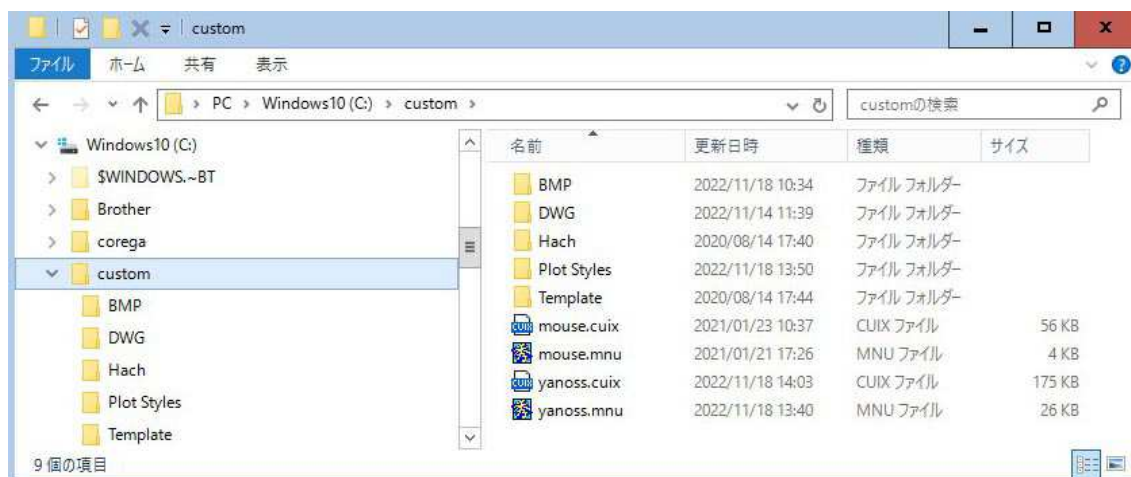 custom
ファイル ホーム 共有 表示
PC > Windows10 (C:) > custom > customの検索
Windows10 (C:)
$WINDOWS.~BT
Brother
corega
custom
BMP
DWG
Hach
Plot Styles
Template
名前 更新日時 種類 サイズ
BMP 2022/11/18 10:34 ファイル フォルダー
DWG 2022/11/14 11:39 ファイル フォルダー
Hach 2020/08/14 17:40 ファイル フォルダー
Plot Styles 2022/11/18 13:50 ファイル フォルダー
Template 2020/08/14 17:44 ファイル フォルダー
mouse.cuix 2021/01/23 10:37 CUIX ファイル 56 KB
mouse.mnu 2021/01/21 17:26 MNU ファイル 4 KB
yanoss.cuix 2022/11/18 14:03 CUIX ファイル 175 KB
yanoss.mnu 2022/11/18 13:40 MNU ファイル 26 KB
9 個の項目